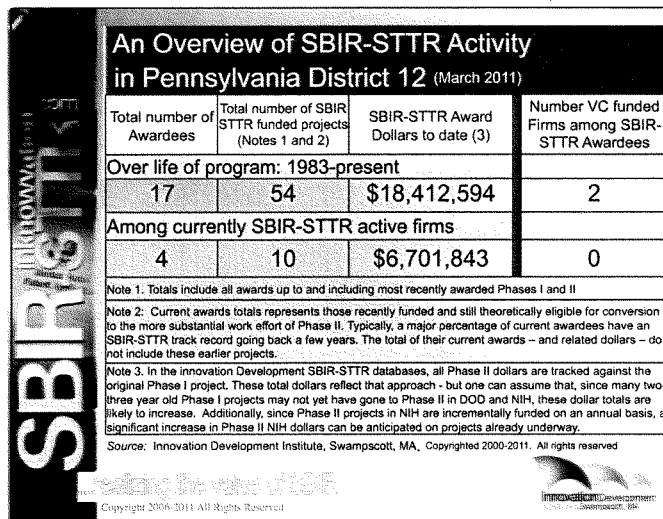 An Overview of SBIR-STTR Activity
in Pennsylvania District 12 (March 2011)
Total number of
Awardees
Total number of SBIR
STTR funded projects
(Notes 1 and 2)
SBIR-STTR Award
Dollars to date (3)
Number VC funded
Firms among SBIR-
STTR Awardees
Over life of program: 1983-present
17 54 $18,412,594 2
Among currently SBIR-STTR active firms
4 10 $6,701,843 0
Note 1. Totals include all awards up to and including most recently awarded Phases I and II
Note 2: Current awards totals represents those recently funded and still theoretically eligible for conversion
to the more substantial work effort of Phase II. Typically, a major percentage of current awardees have an
SBIR-STTR track record going back a few years. The total of their current awards – and related dollars – do
not include these earlier projects.
Note 3. In the innovation Development SBIR-STTR databases, all Phase II dollars are tracked against the
original Phase I project. These total dollars reflect that approach - but one can assume that, since many two
three year old Phase I projects may not yet have gone to Phase II in DOD and NIH, these dollar totals are
likely to increase. Additionally, since Phase II projects in NIH are incrementally funded on an annual basis, a
significant increase in Phase II NIH dollars can be anticipated on projects already underway.
Source: Innovation Development Institute, Swampscott, MA, Copyrighted 2000-2011. All rights reserved
the value of SBIR
Copyright 2006-2011 All Rights Reserved
innovation Development
Swampscott, MA
SBIR&STTR
inknowvation
.com